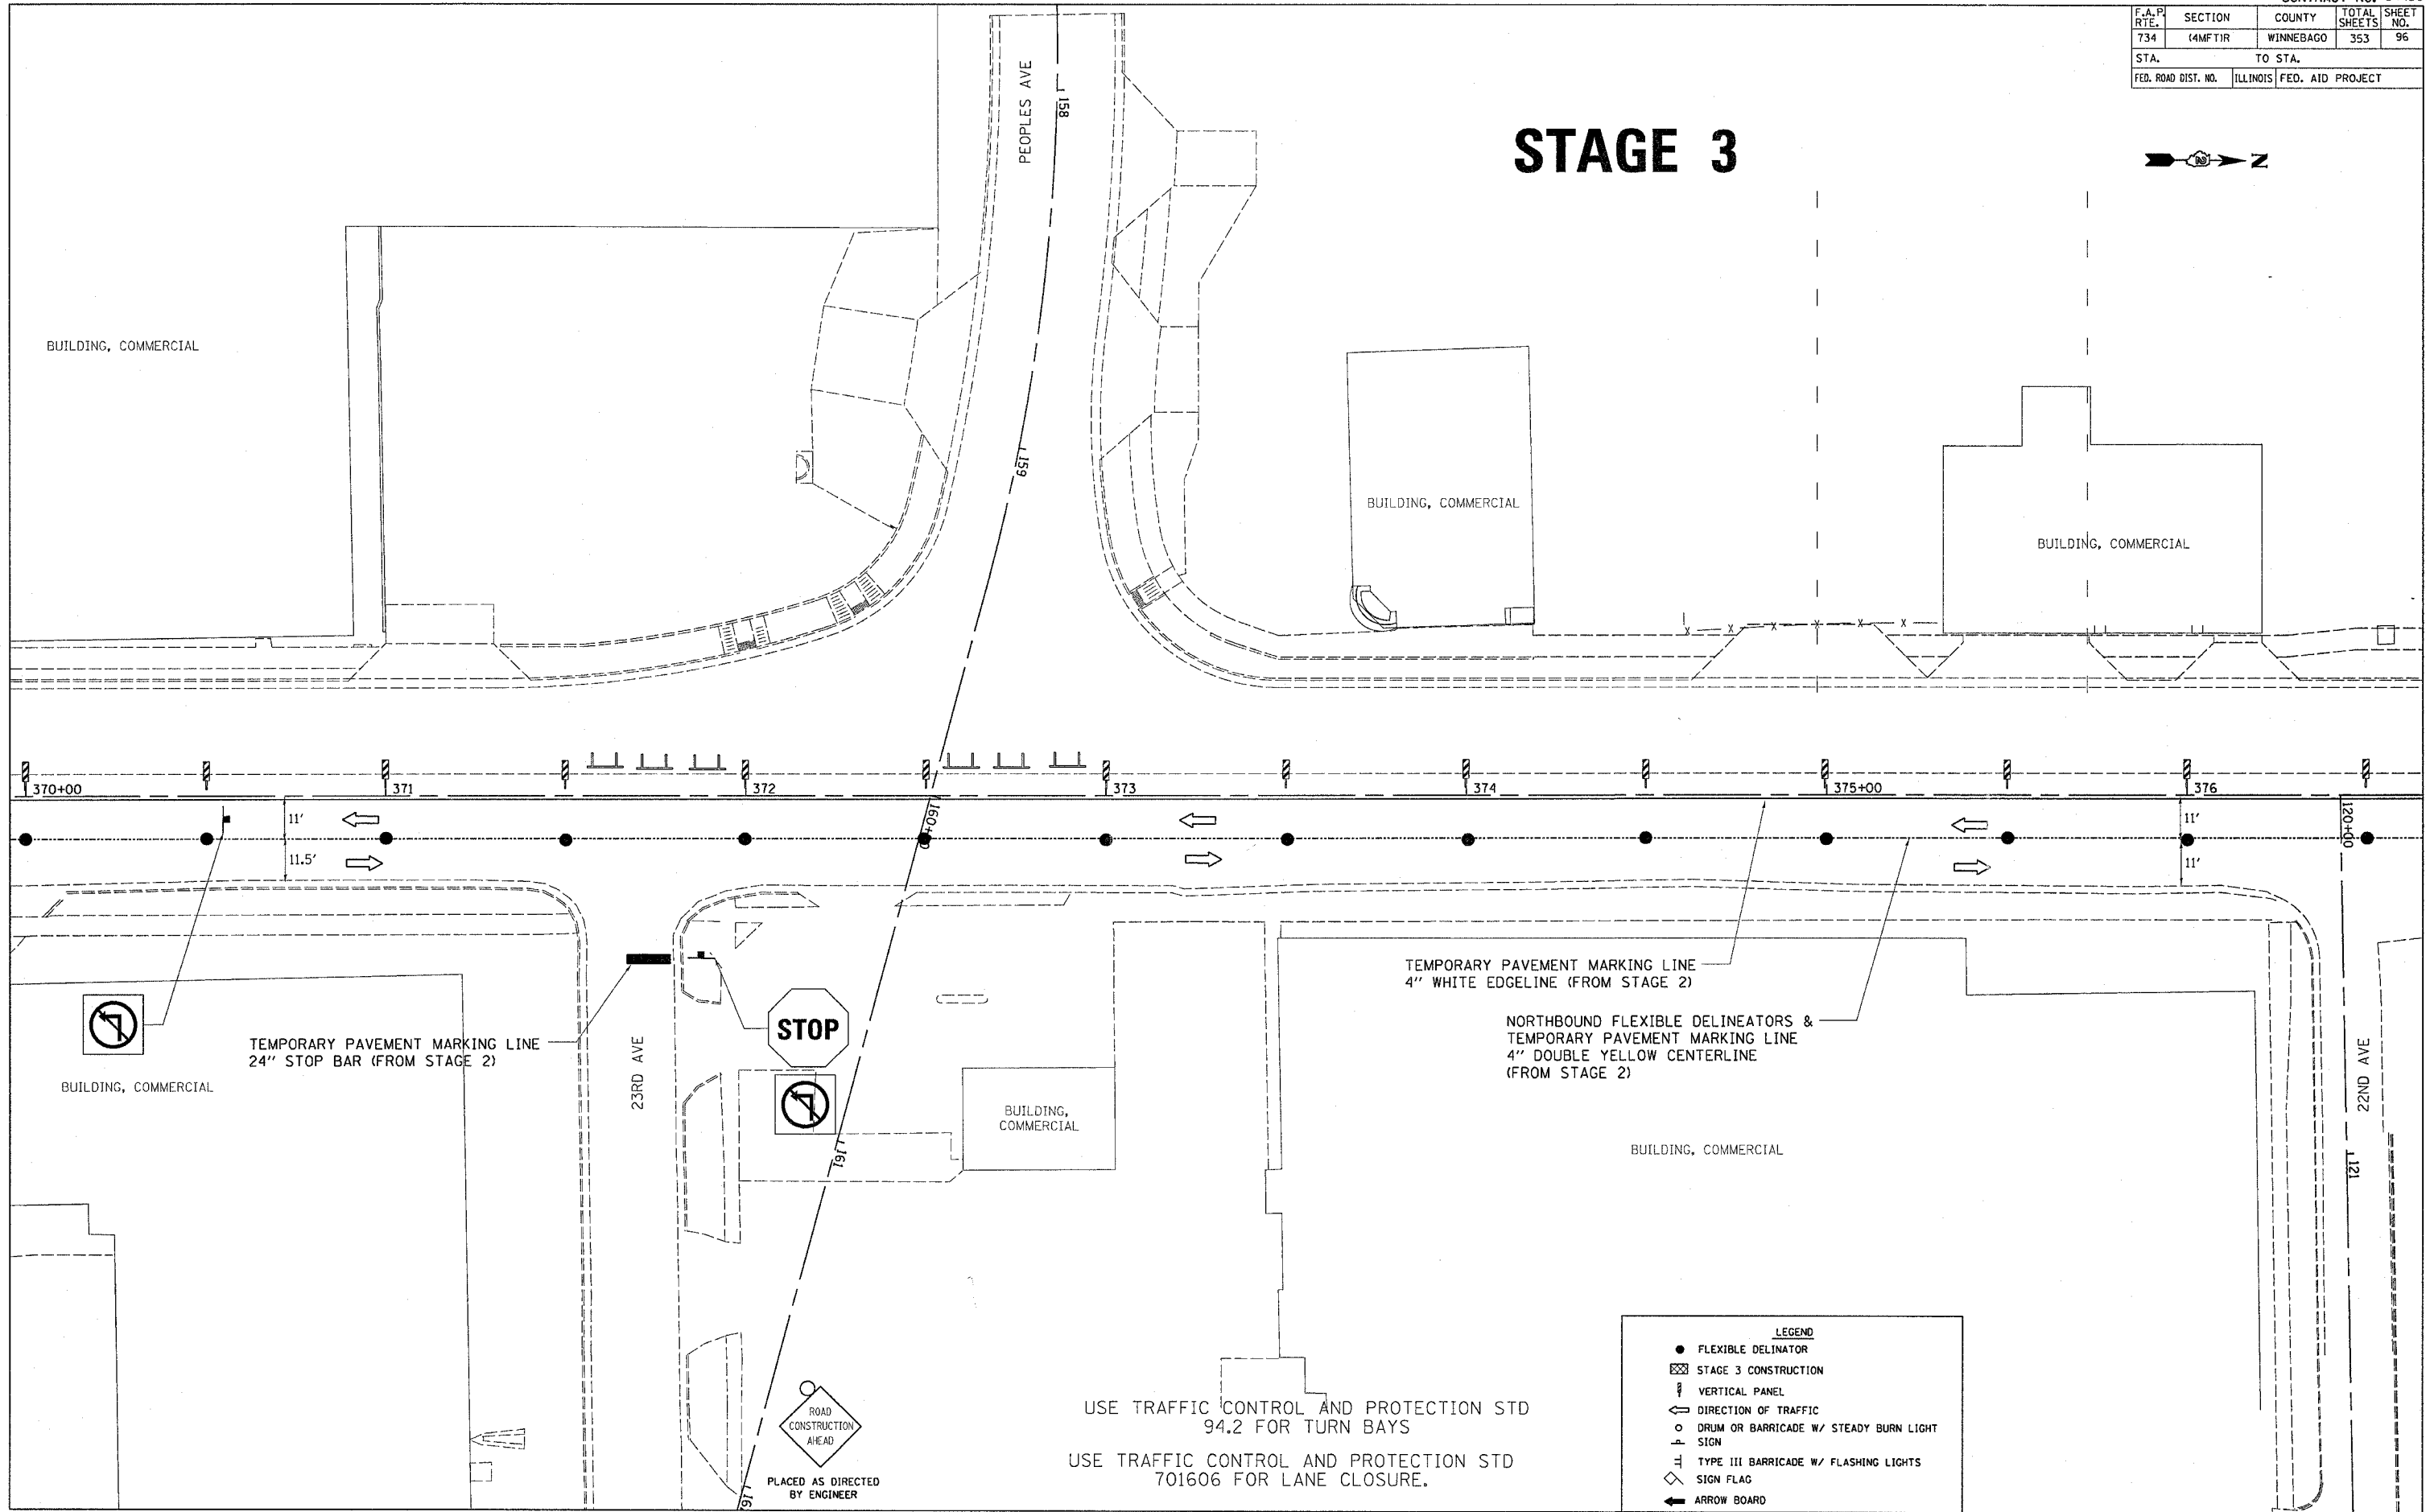 F.A.P. RTE. SECTION COUNTY TOTAL SHEETS SHEET NO.
734 (4MFT)R WINNEBAGO 353 96
STA. TO STA.
FED. ROAD DIST. NO. ILLINOIS FED. AID PROJECT
STAGE 3
N
PEOPLES AVE
158
159
BUILDING, COMMERCIAL
BUILDING, COMMERCIAL
BUILDING, COMMERCIAL
370+00
371
372
373
374
375+00
376
160+00
120+00
11'
11.5'
11'
11'
TEMPORARY PAVEMENT MARKING LINE
4" WHITE EDGELINE (FROM STAGE 2)
NORTHBOUND FLEXIBLE DELINEATORS &
TEMPORARY PAVEMENT MARKING LINE
4" DOUBLE YELLOW CENTERLINE
(FROM STAGE 2)
TEMPORARY PAVEMENT MARKING LINE
24" STOP BAR (FROM STAGE 2)
STOP
23RD AVE
22ND AVE
BUILDING, COMMERCIAL
BUILDING,
COMMERCIAL
BUILDING, COMMERCIAL
161
121
ROAD
CONSTRUCTION
AHEAD
PLACED AS DIRECTED
BY ENGINEER
USE TRAFFIC CONTROL AND PROTECTION STD
94.2 FOR TURN BAYS
USE TRAFFIC CONTROL AND PROTECTION STD
701606 FOR LANE CLOSURE.
LEGEND
FLEXIBLE DELINATOR
STAGE 3 CONSTRUCTION
VERTICAL PANEL
DIRECTION OF TRAFFIC
DRUM OR BARRICADE W/ STEADY BURN LIGHT
SIGN
TYPE III BARRICADE W/ FLASHING LIGHTS
SIGN FLAG
ARROW BOARD